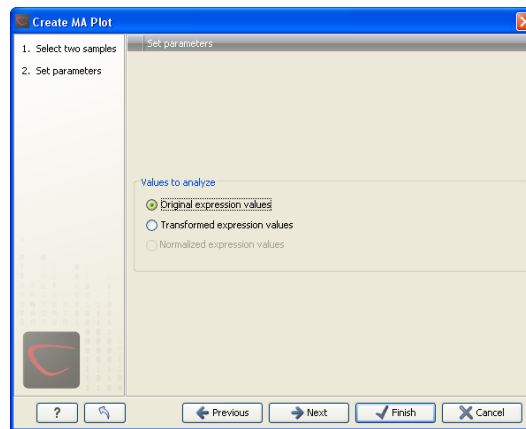 Create MA Plot
1. Select two samples
2. Set parameters
Set parameters
Values to analyze
Original expression values
Transformed expression values
Normalized expression values
?
Previous
Next
Finish
Cancel